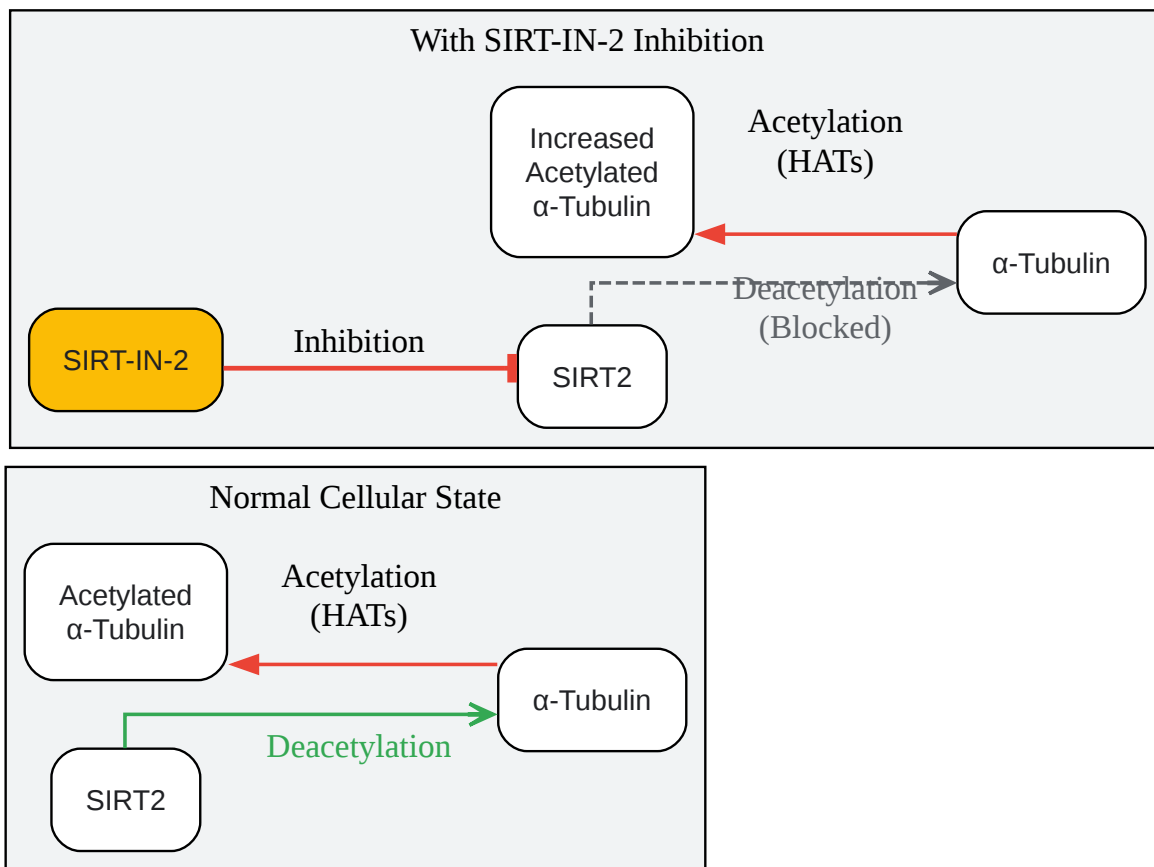 With SIRT-IN-2 Inhibition
Increased
Acetylated
α-Tubulin
Acetylation
(HATs)
α-Tubulin
Deacetylation
(Blocked)
SIRT-IN-2
Inhibition
SIRT2
Normal Cellular State
Acetylated
α-Tubulin
Acetylation
(HATs)
α-Tubulin
Deacetylation
SIRT2